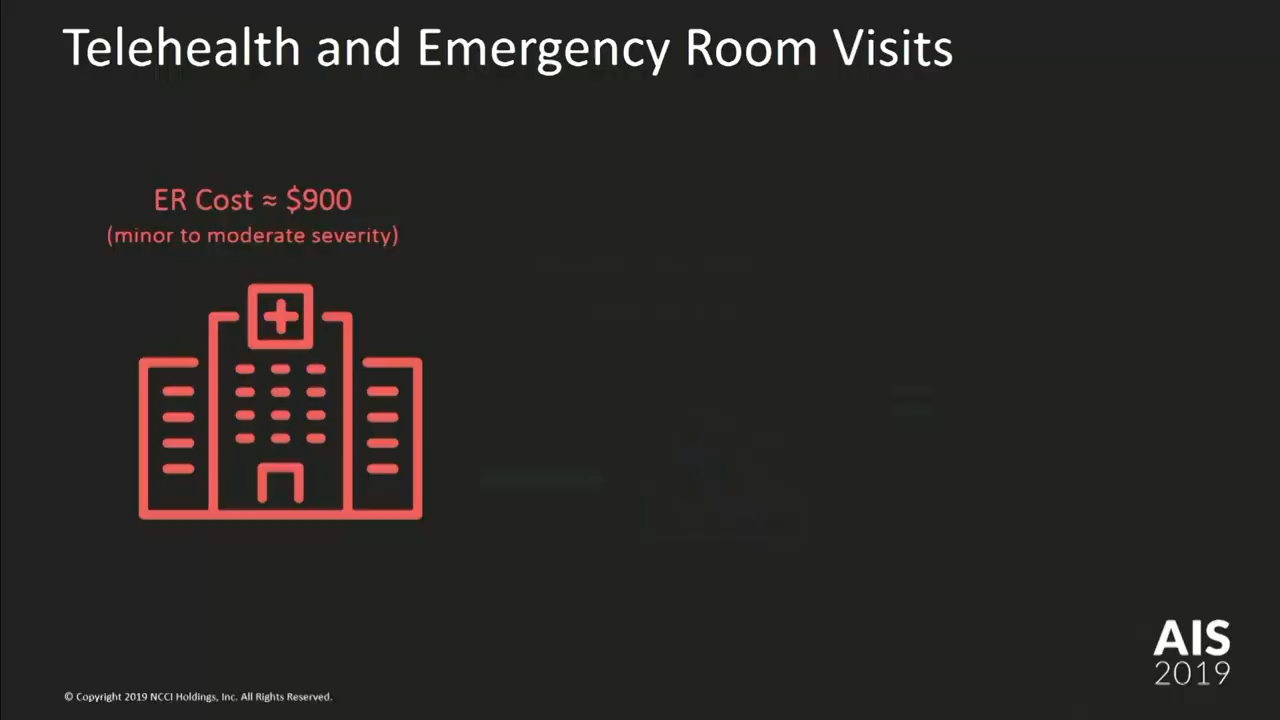 Telehealth and Emergency Room Visits
ER Cost ≈ $900
(minor to moderate severity)
AIS
2019
© Copyright 2019 NCCI Holdings, Inc. All Rights Reserved.